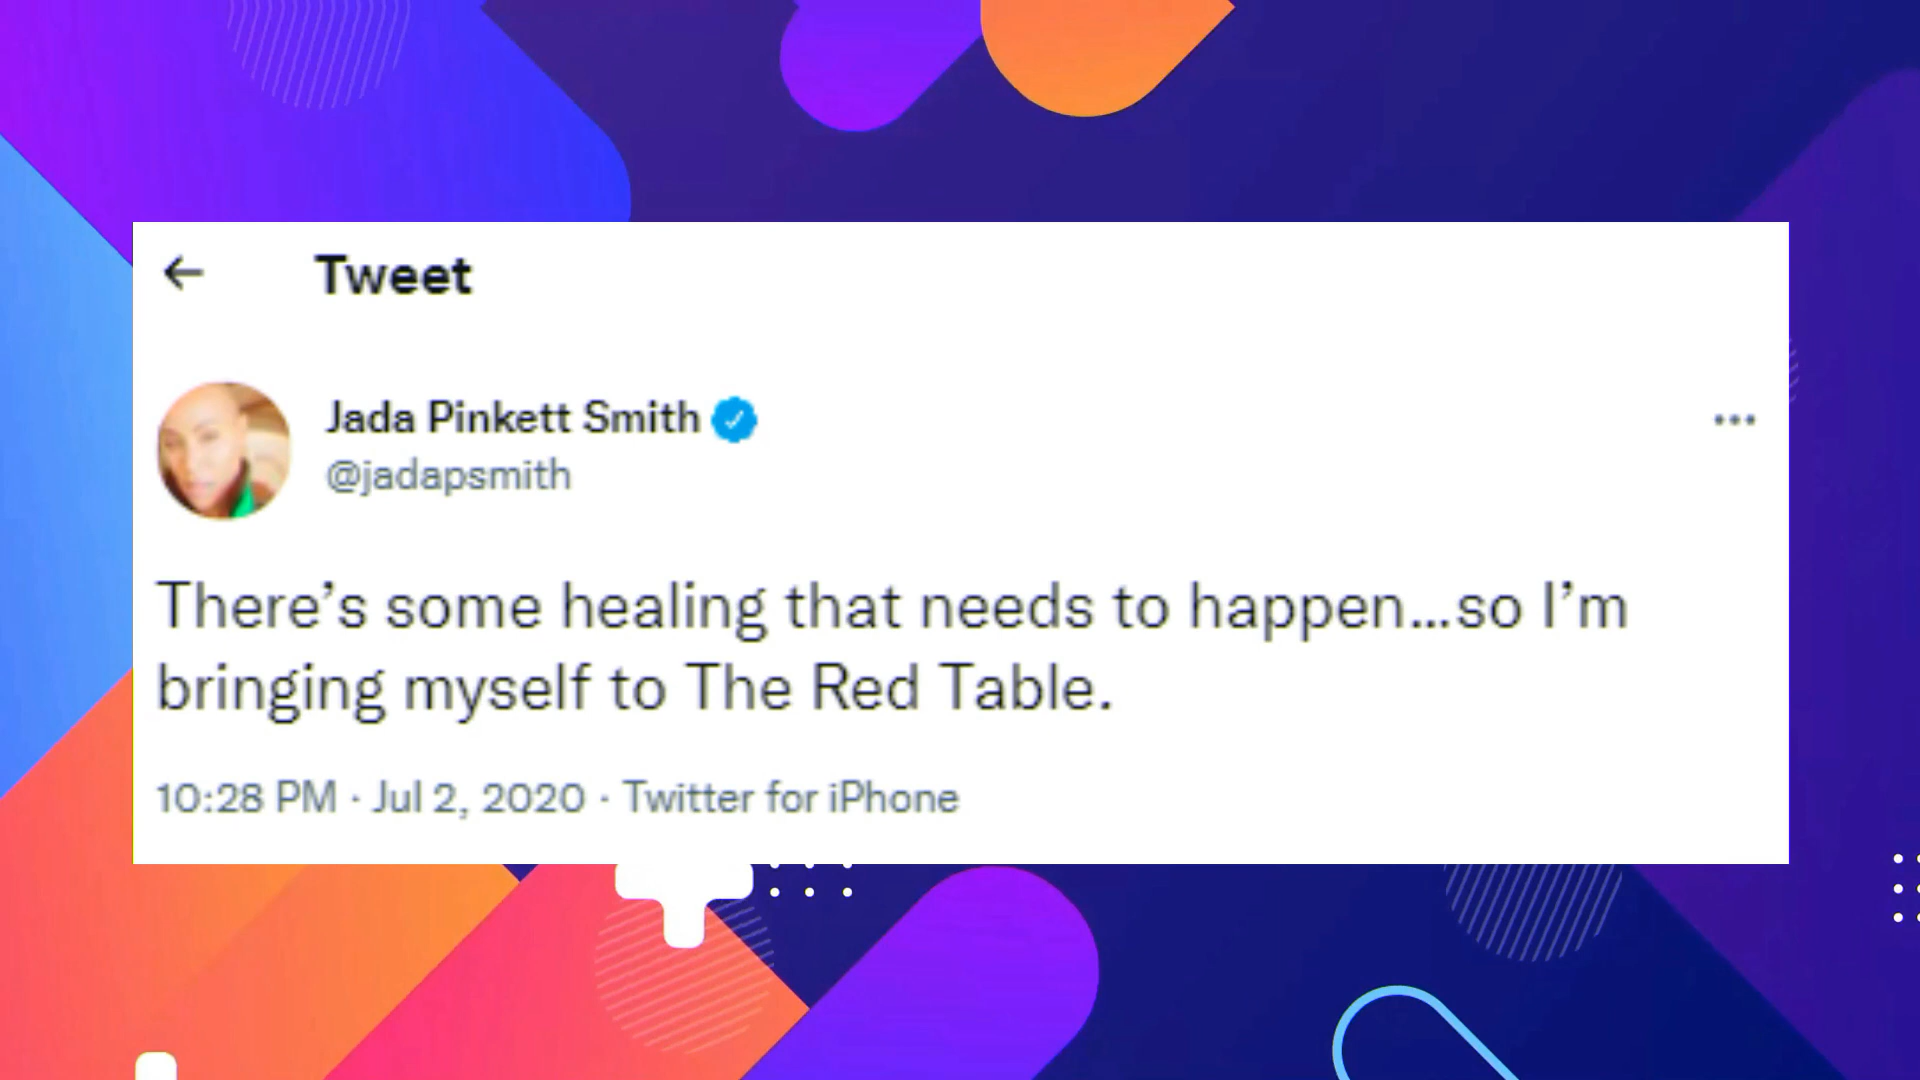 Tweet
Jada Pinkett Smith
@jadapsmith
There’s some healing that needs to happen...so I’m
bringing myself to The Red Table.
10:28 PM · Jul 2, 2020 · Twitter for iPhone